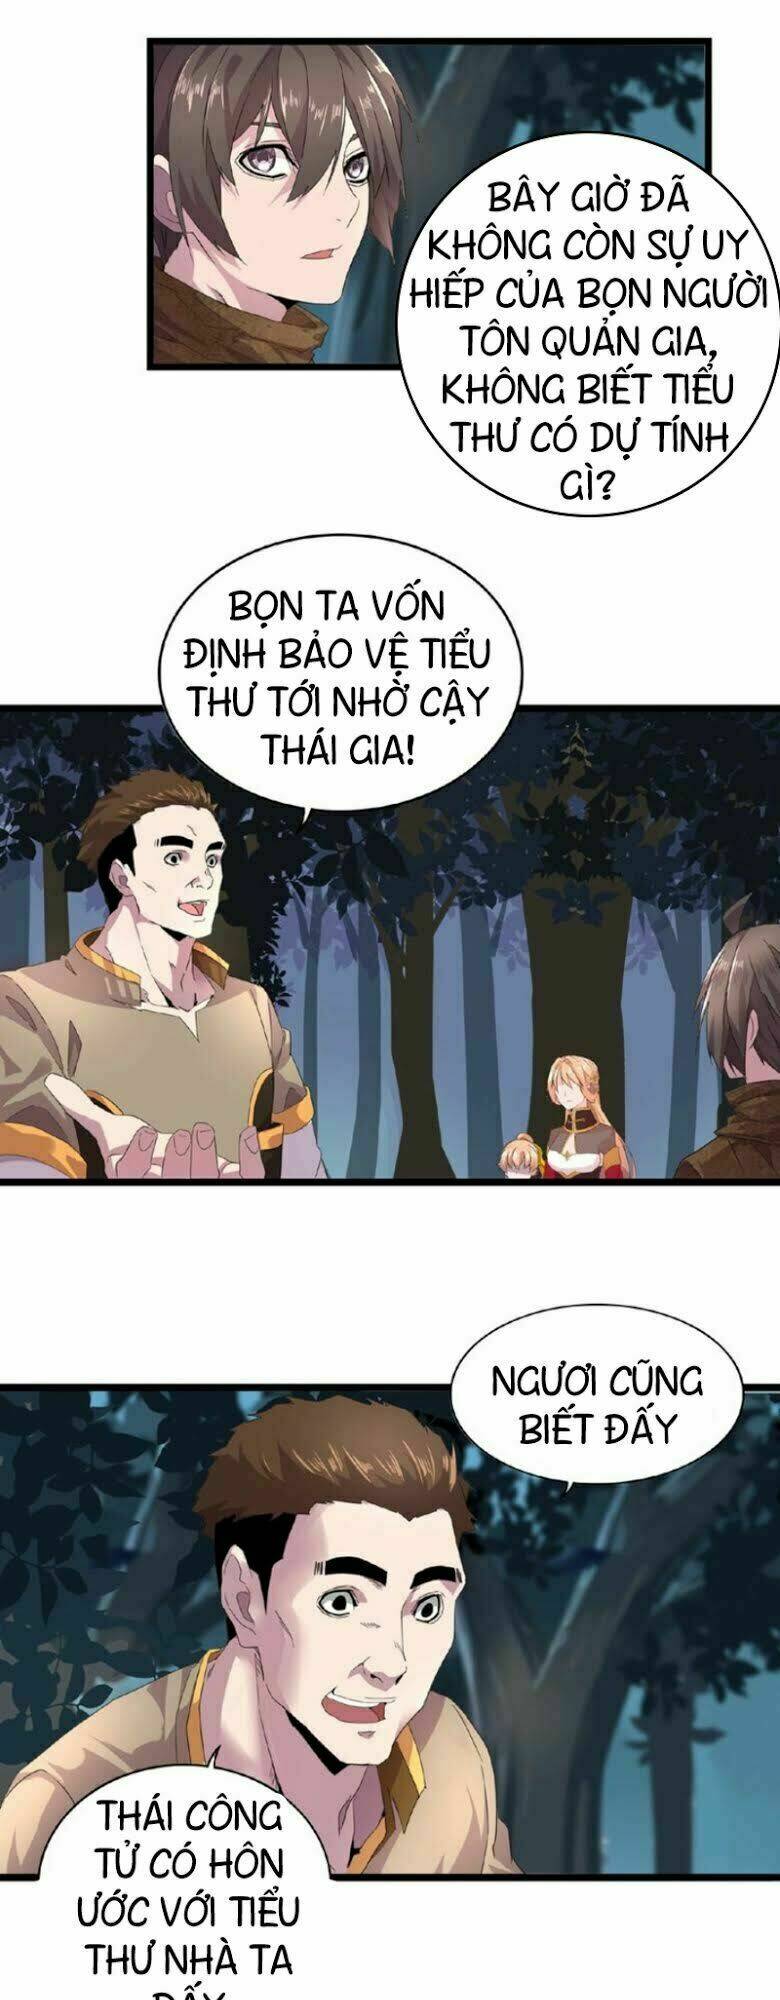 BÂY GIỜ ĐÃ
KHÔNG CÒN SỰ UY
HIẾP CỦA BỌN NGƯỜI
TÔN QUẢN GIA,
KHÔNG BIẾT TIỂU
THƯ CÓ DỰ TÍNH
GÌ?
BỌN TA VỐN
ĐỊNH BẢO VỆ TIỂU
THƯ TỚI NHỜ CẬY
THÁI GIA!
NGƯƠI CŨNG
BIẾT ĐẤY
THÁI CÔNG
TỬ CÓ HÔN
ƯỚC VỚI TIỂU
THƯ NHÀ TA
ĐẤY